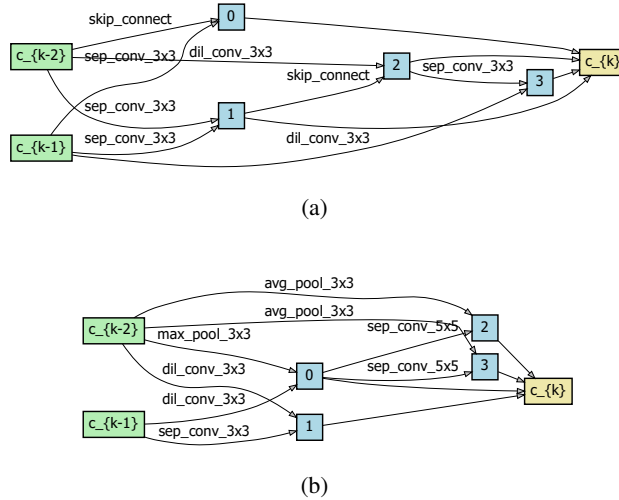 skip_connect
0
c_{k-2}
sep_conv_3x3
dil_conv_3x3
2
sep_conv_3x3
c_{k}
skip_connect
3
sep_conv_3x3
1
c_{k-1}
sep_conv_3x3
dil_conv_3x3
(a)
avg_pool_3x3
avg_pool_3x3
c_{k-2}
max_pool_3x3
sep_conv_5x5
2
dil_conv_3x3
0
sep_conv_5x5
3
c_{k}
dil_conv_3x3
c_{k-1}
sep_conv_3x3
1
(b)